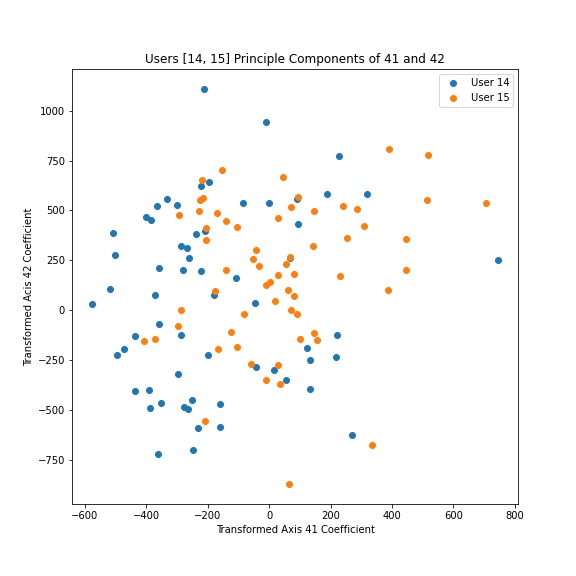 Users [14, 15] Principle Components of 41 and 42
User 14
User 15
Transformed Acis 42 Coefficient
1000
750
500
250
0
−250
−500
−750
−600 −400 −200 0 200 400 600 800
Transformed Axis 41 Coefficient